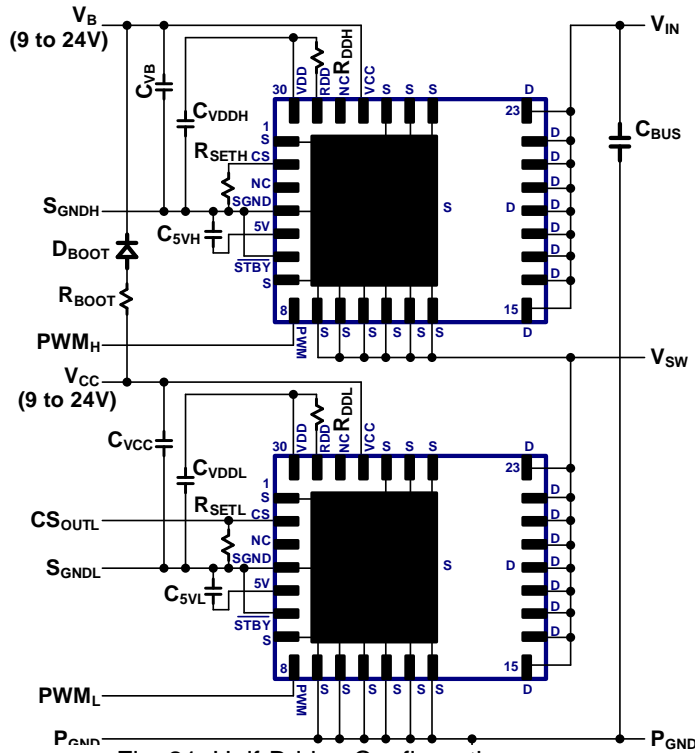 V_B
(9 to 24V)
V_IN
C_VB
C_VDDH
R_DDH
30 VDD RDD NC VCC S S S D
23
C_BUS
1
S
R_SETH CS
NC
SGND
S_GNDH
C_5VH
5V
STBY
S
S
D D D D D D D D
D_BOOT
R_BOOT
8
15
PWM_H
PWM S S S S S S D
V_SW
V_CC
(9 to 24V)
C_VCC
C_VDDL
R_DDL
30 VDD RDD NC VCC S S S D
23
1
S
R_SETL
CS_OUTL
CS
NC
SGND
S_GNDL
C_5VL
5V
STBY
S
S
D D D D D D D D
8
15
PWM_L
PWM S S S S S S D
P_GND
P_GND